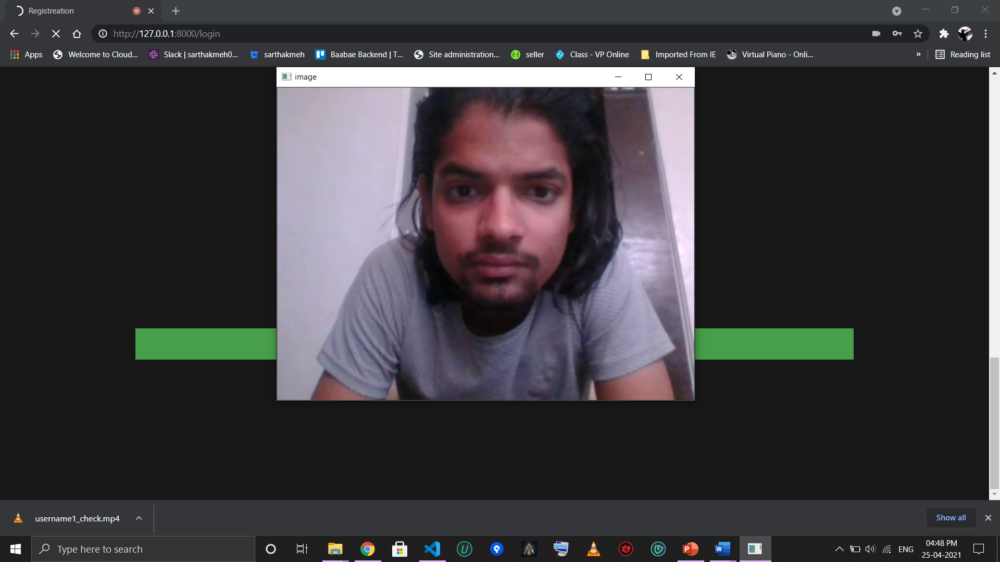 Registreation
http://127.0.0.1:8000/login
Apps
Welcome to Cloud...
Slack | sarthakmeh0...
sarthakmeh
Baabae Backend | T...
Site administration...
seller
Class - VP Online
Imported From IE
Virtual Piano - Onli...
»
Reading list
image
username1_check.mp4
Show all
Type here to search
ENG
04:48 PM
25-04-2021